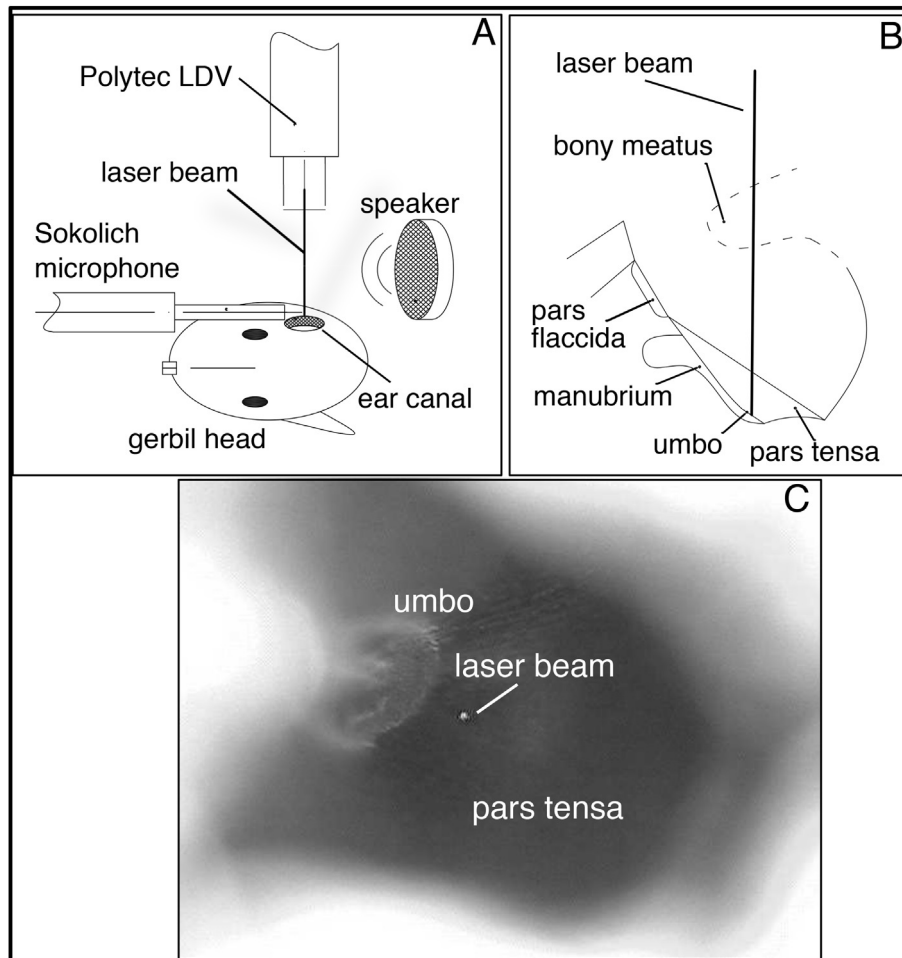 A
Polytec LDV
laser beam
speaker
Sokolich
microphone
ear canal
gerbil head
B
laser beam
bony meatus
pars
flaccida
manubrium
umbo
pars tensa
C
umbo
laser beam
pars tensa